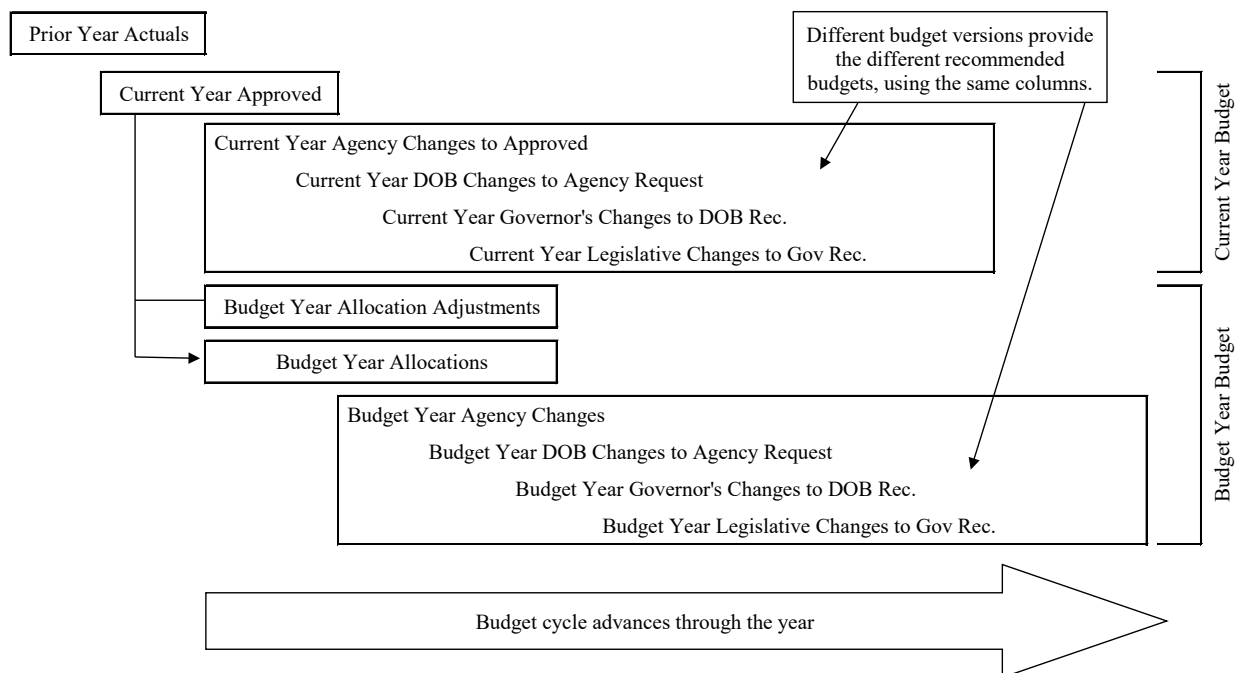 Prior Year Actuals
Different budget versions provide
the different recommended
budgets, using the same columns.
Current Year Approved
Current Year Agency Changes to Approved
Current Year DOB Changes to Agency Request
Current Year Governor's Changes to DOB Rec.
Current Year Legislative Changes to Gov Rec.
Current Year Budget
Budget Year Allocation Adjustments
Budget Year Allocations
Budget Year Agency Changes
Budget Year DOB Changes to Agency Request
Budget Year Governor's Changes to DOB Rec.
Budget Year Legislative Changes to Gov Rec.
Budget Year Budget
Budget cycle advances through the year